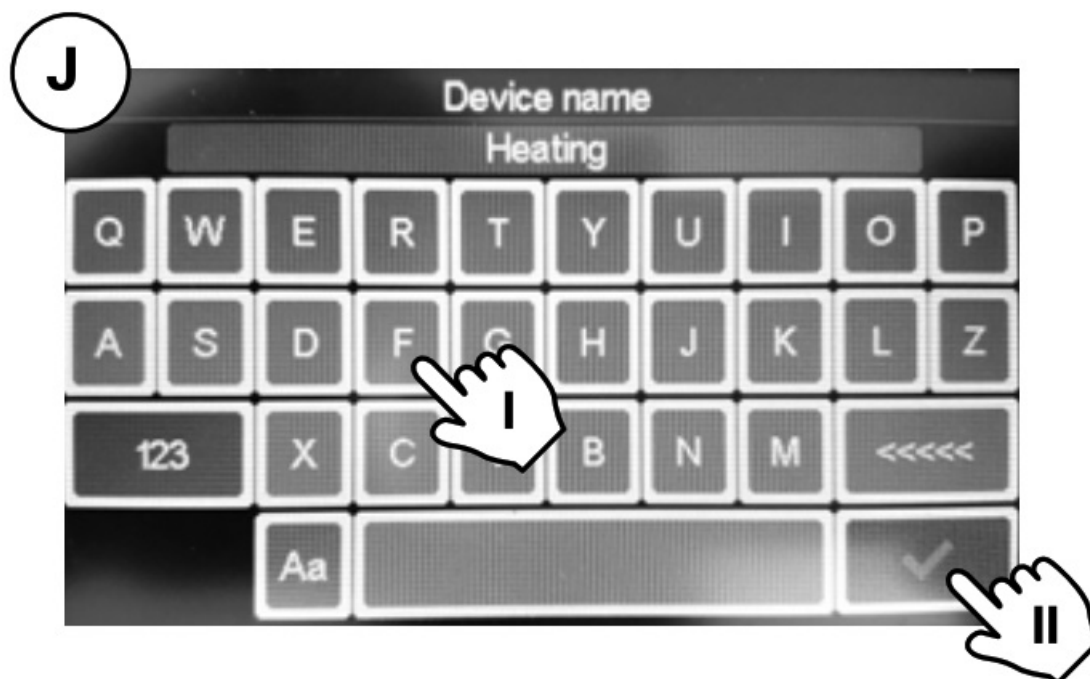 J
Device name
Heating
Q W E R T Y U I O P
A S D F G H J K L Z
123 X C B N M <<<<<
Aa
I
II